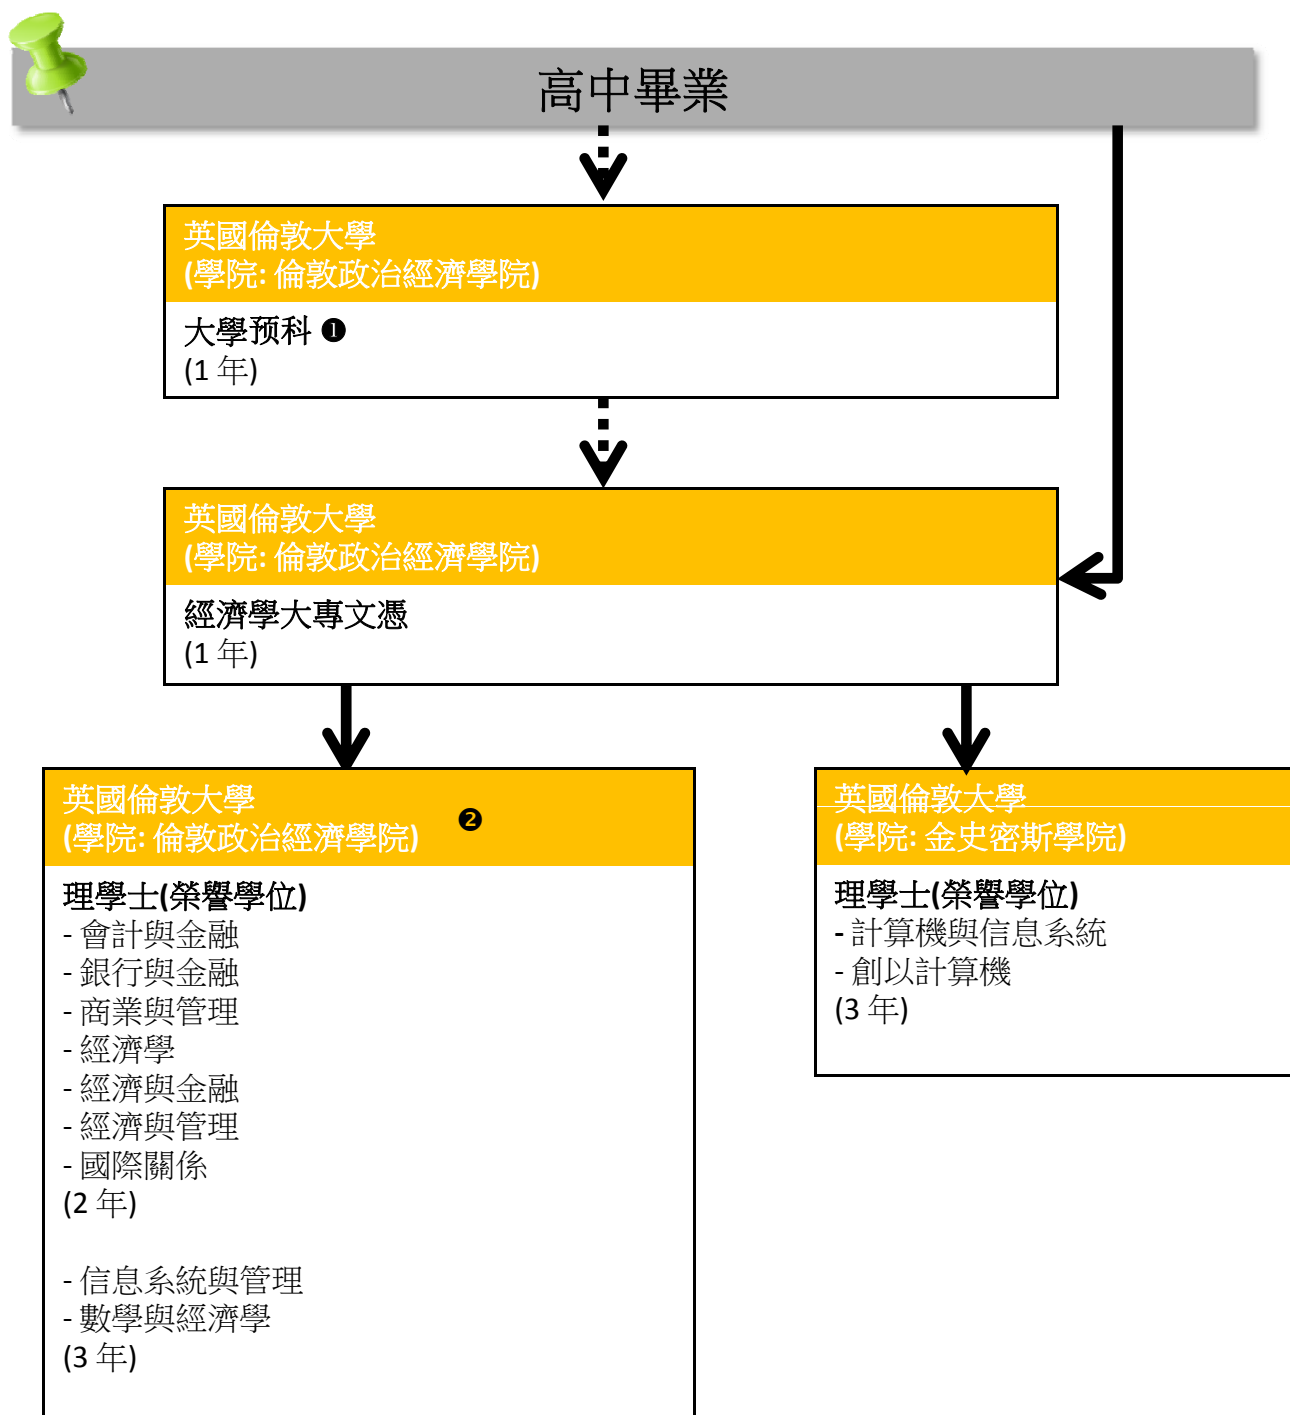 高中畢業
英國倫敦大學
(學院: 倫敦政治經濟學院)
大學预科 ❶
(1 年)
英國倫敦大學
(學院: 倫敦政治經濟學院)
經濟學大專文憑
(1 年)
英國倫敦大學
(學院: 倫敦政治經濟學院) ❷
理學士(榮譽學位)
- 會計與金融
- 銀行與金融
- 商業與管理
- 經濟學
- 經濟與金融
- 經濟與管理
- 國際關係
(2 年)
- 信息系統與管理
- 數學與經濟學
(3 年)
英國倫敦大學
(學院: 金史密斯學院)
理學士(榮譽學位)
- 計算機與信息系統
- 創以計算機
(3 年)